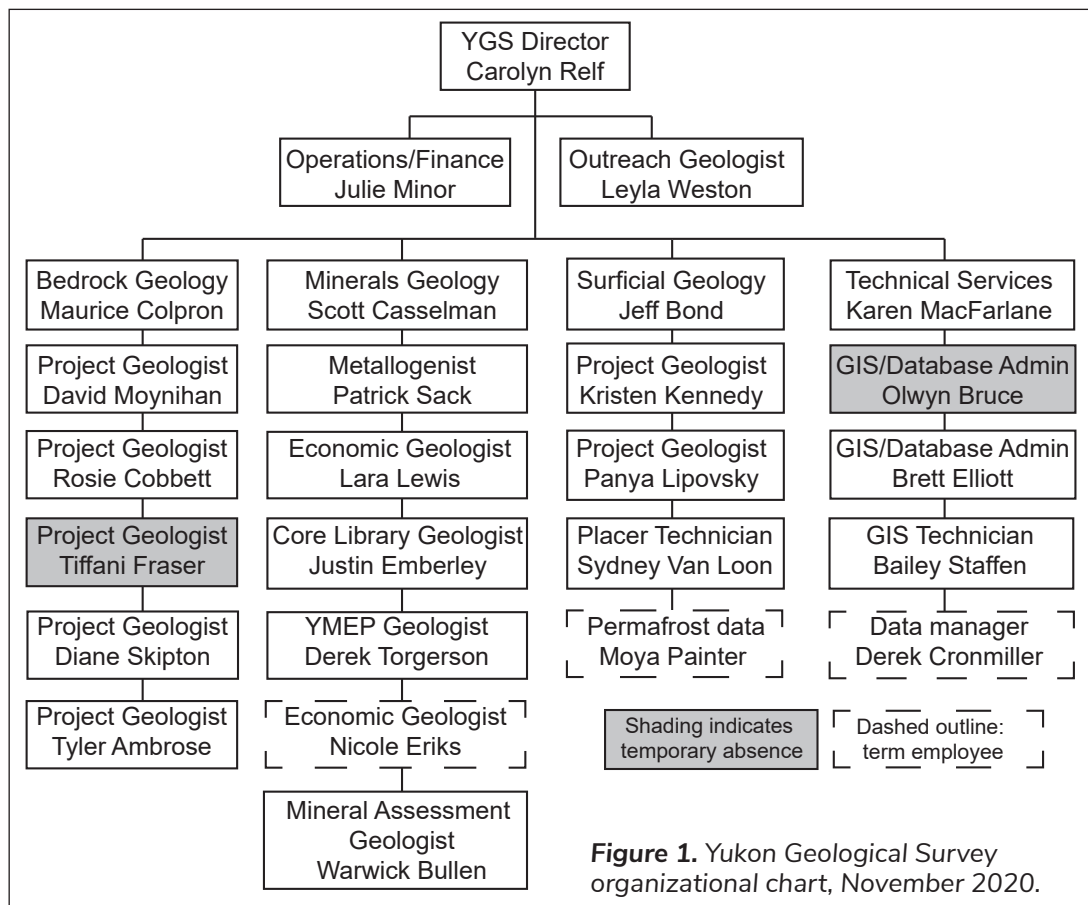 YGS Director
Carolyn Relf
Operations/Finance
Julie Minor
Outreach Geologist
Leyla Weston
Bedrock Geology
Maurice Colpron
Project Geologist
David Moynihan
Project Geologist
Rosie Cobbett
Project Geologist
Tiffani Fraser
Project Geologist
Diane Skipton
Project Geologist
Tyler Ambrose
Minerals Geology
Scott Casselman
Metallogenist
Patrick Sack
Economic Geologist
Lara Lewis
Core Library Geologist
Justin Emberley
YMEP Geologist
Derek Torgerson
Economic Geologist
Nicole Eriks
Mineral Assessment
Geologist
Warwick Bullen
Surficial Geology
Jeff Bond
Project Geologist
Kristen Kennedy
Project Geologist
Panya Lipovsky
Placer Technician
Sydney Van Loon
Permafrost data
Moya Painter
Technical Services
Karen MacFarlane
GIS/Database Admin
Olwyn Bruce
GIS/Database Admin
Brett Elliott
GIS Technician
Bailey Staffen
Data manager
Derek Cronmiller
Shading indicates
temporary absence
Dashed outline:
term employee
Figure 1. Yukon Geological Survey
organizational chart, November 2020.